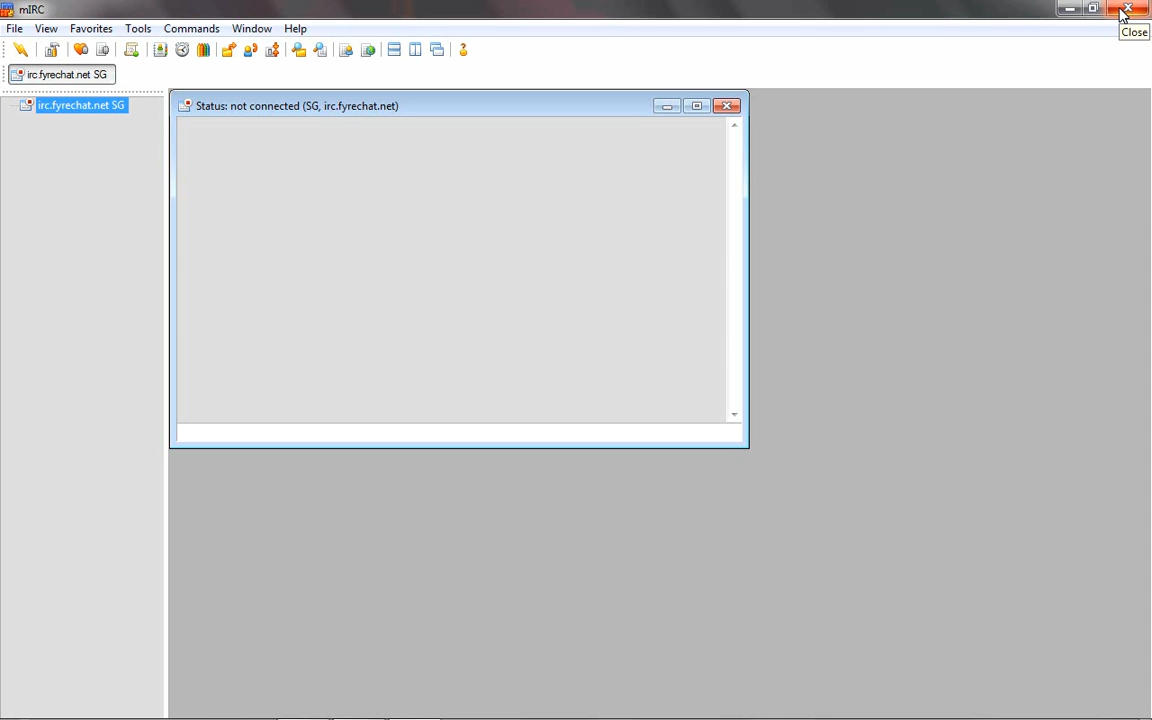 mIRC
Close
File View Favorites Tools Commands Window Help
irc.fyrechat.net SG
irc.fyrechat.net SG
Status: not connected (SG, irc.fyrechat.net)